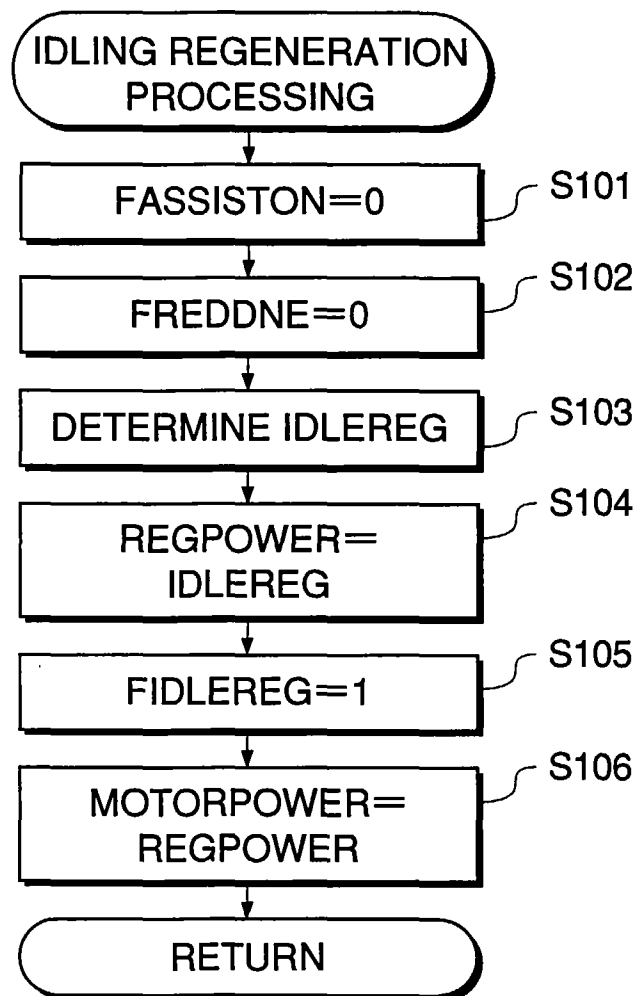 IDLING REGENERATION
PROCESSING
FASSISTON=0
S101
FREDDNE=0
S102
DETERMINE IDLEREG
S103
REGPOWER=
IDLEREG
S104
FIDLEREG=1
S105
MOTORPOWER=
REGPOWER
S106
RETURN